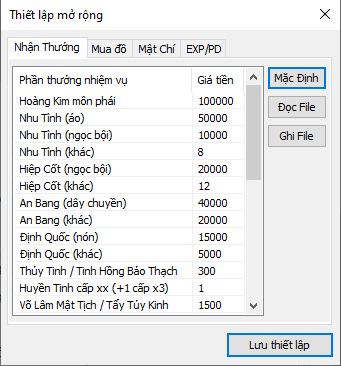 Thiết lập mở rộng
Nhận Thưởng Mua đồ Mật Chí EXP/PD
Phần thưởng nhiệm vụ Giá tiền
Hoàng Kim môn phái 100000
Nhu Tình (áo) 50000
Nhu Tình (ngọc bội) 10000
Nhu Tình (khác) 8
Hiệp Cốt (ngọc bội) 20000
Hiệp Cốt (khác) 12
An Bang (dây chuyền) 40000
An Bang (khác) 20000
Định Quốc (nón) 15000
Định Quốc (khác) 5000
Thủy Tinh / Tinh Hồng Bảo Thạch 300
Huyền Tinh cấp xx (+1 cấp x3) 1
Võ Lâm Mật Tịch / Tẩy Tủy Kinh 1500
Mặc Định
Đọc File
Ghi File
Lưu thiết lập